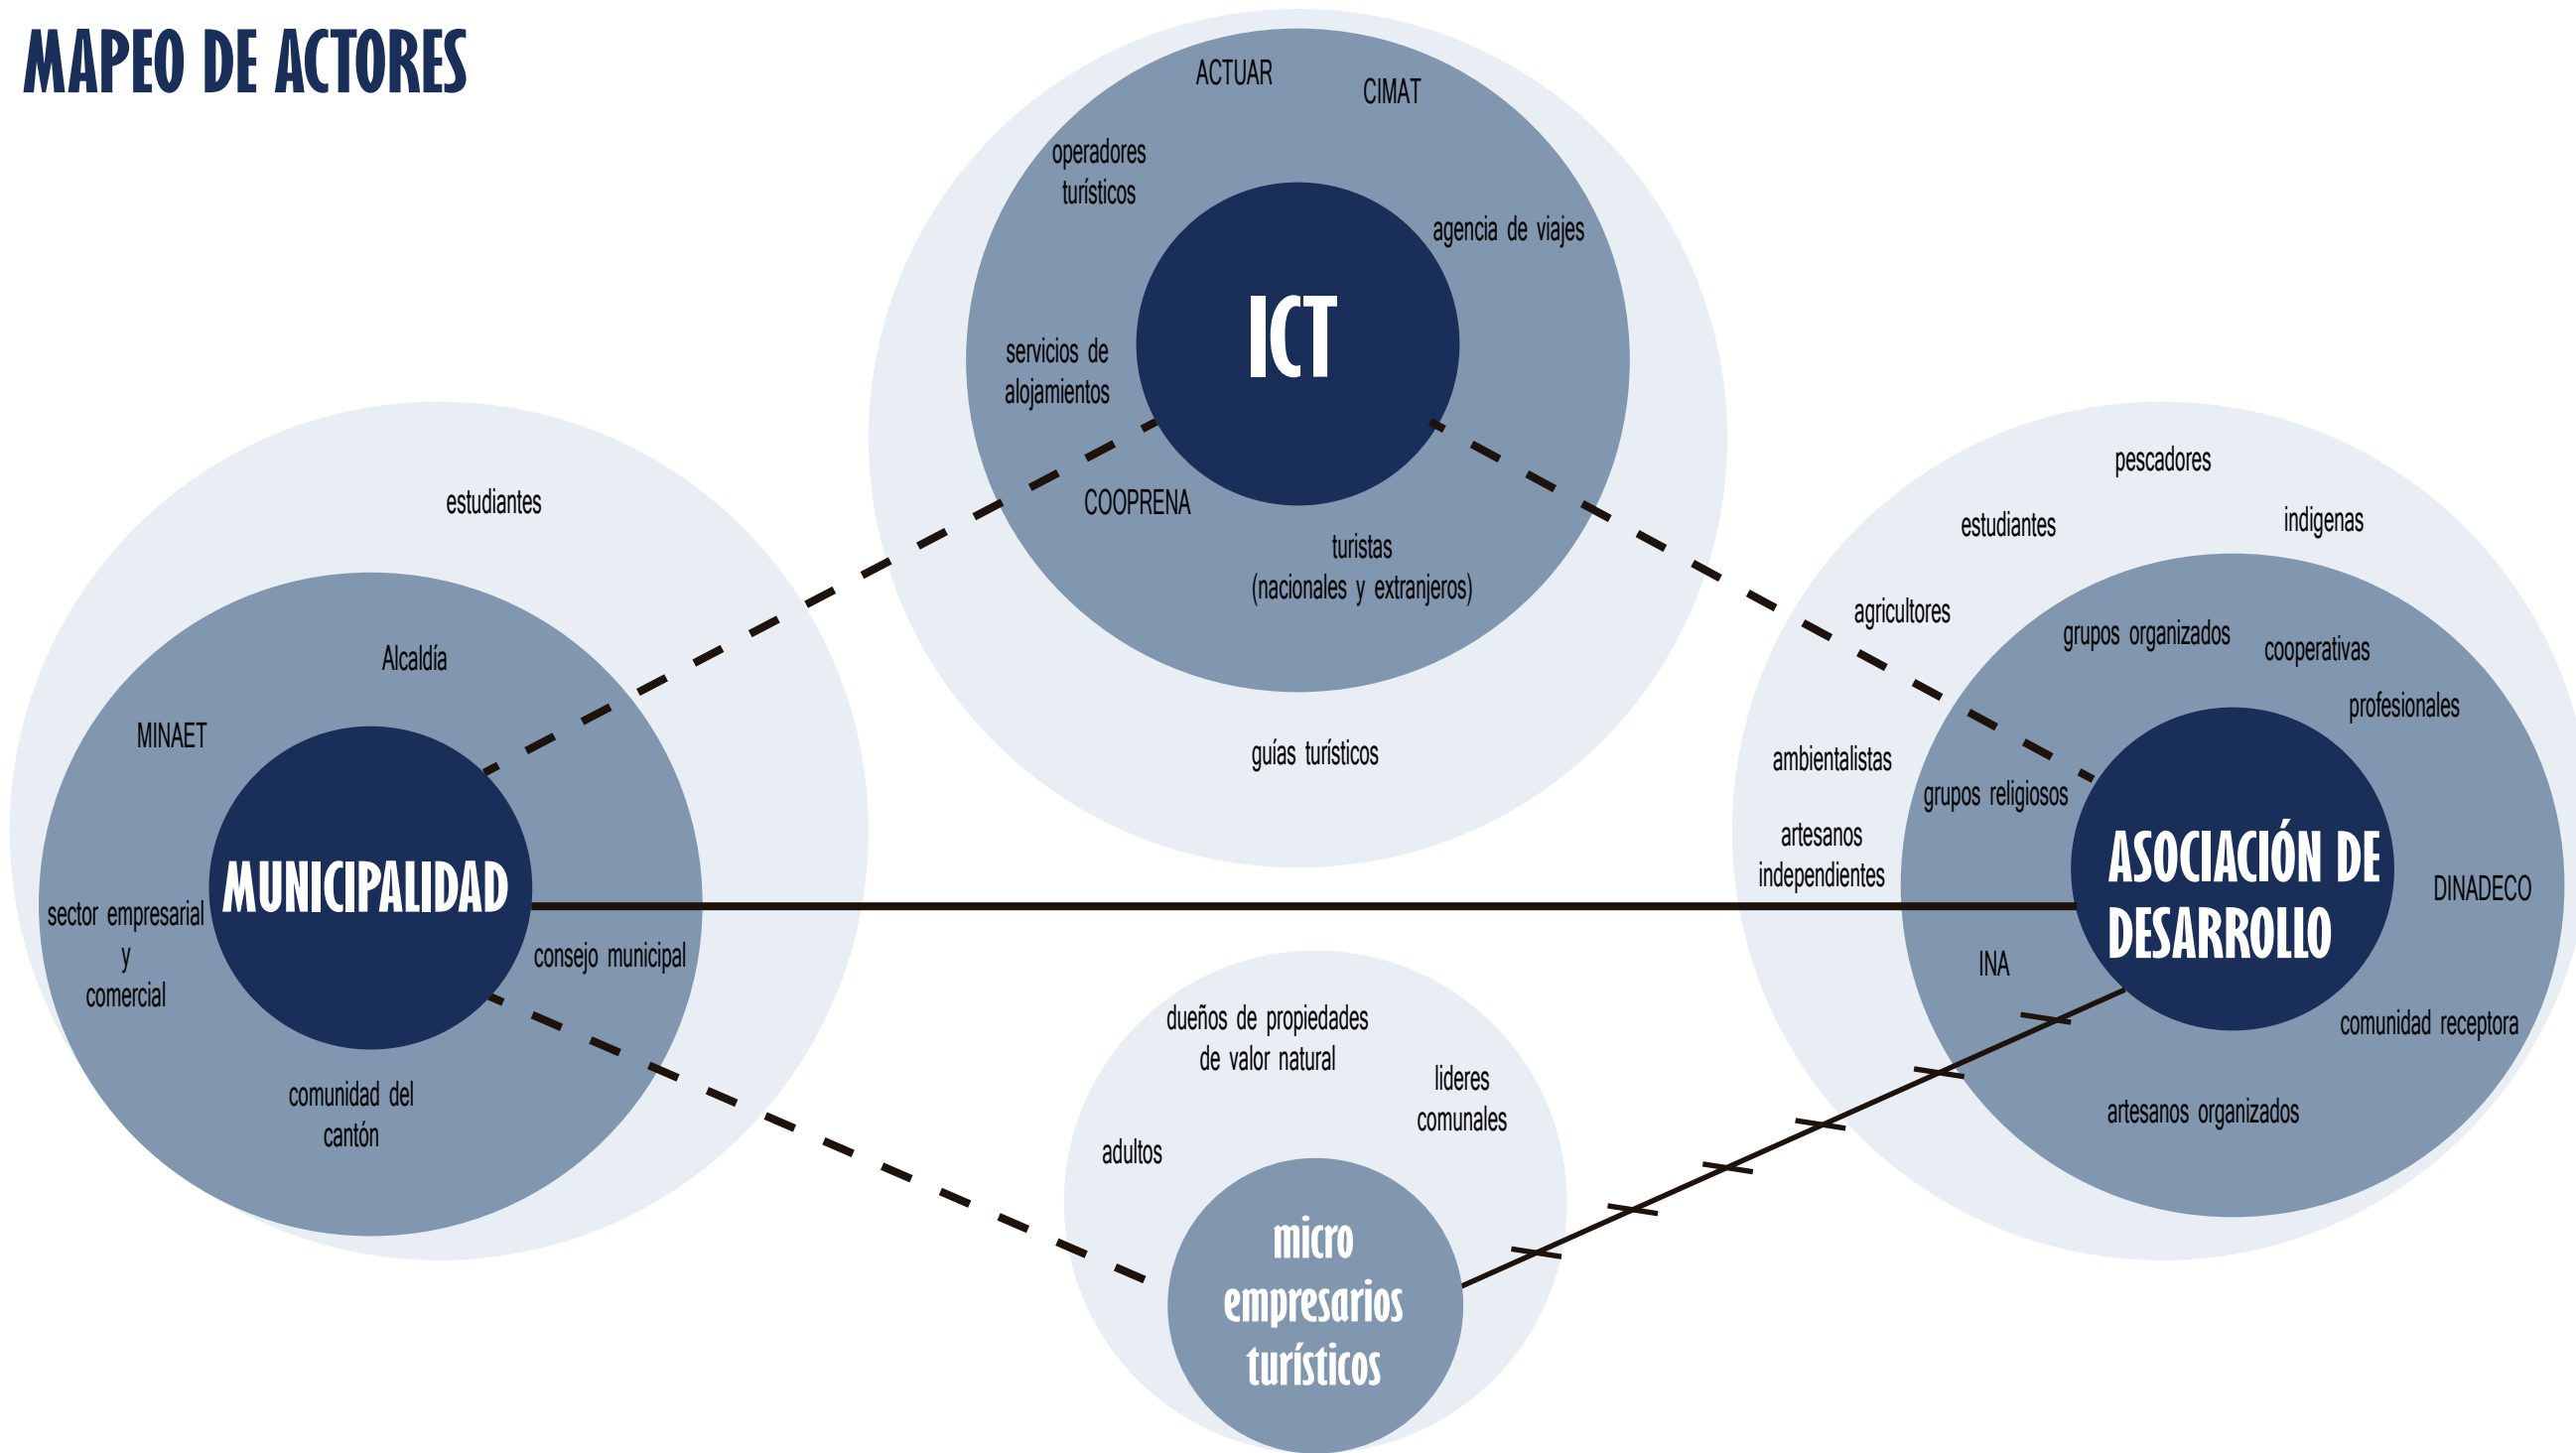 MAPEO DE ACTORES
ACTUAR
CIMAT
operadores
turísticos
agencia de viajes
ICT
servicios de
alojamientos
COOPRENA
turistas
(nacionales y extranjeros)
guías turísticos
estudiantes
Alcaldía
MINAET
MUNICIPALIDAD
sector empresarial
y
comercial
consejo municipal
comunidad del
cantón
pescadores
estudiantes
indigenas
agricultores
grupos organizados
cooperativas
profesionales
ambientalistas
grupos religiosos
artesanos
independientes
ASOCIACIÓN DE
DESARROLLO
DINADECO
INA
comunidad receptora
artesanos organizados
dueños de propiedades
de valor natural
lideres
comunales
adultos
micro
empresarios
turísticos